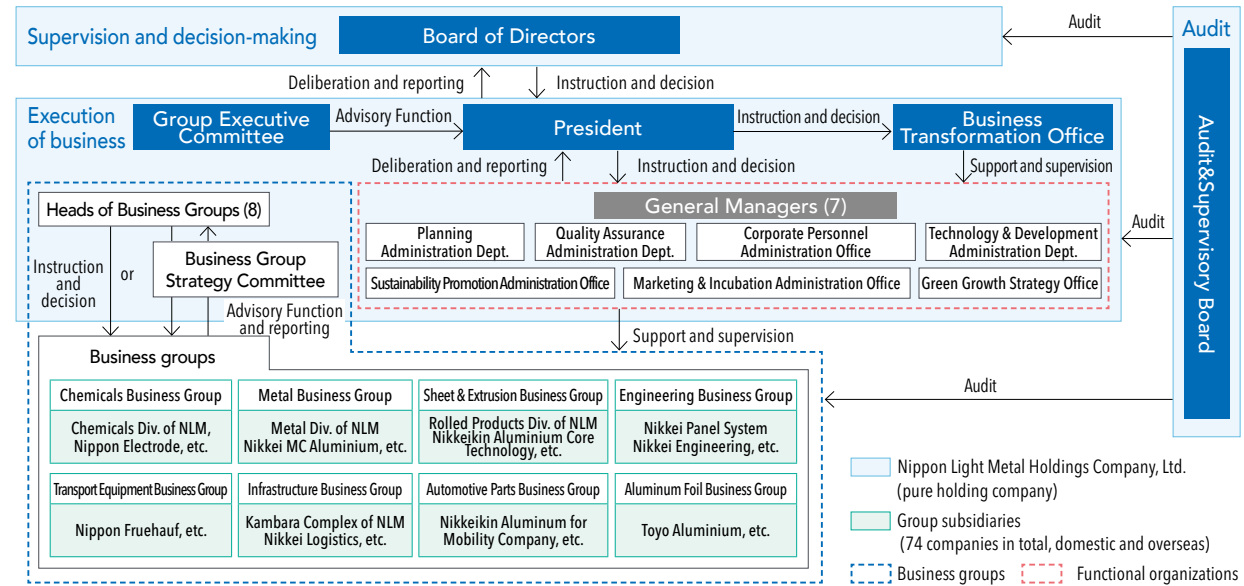 Supervision and decision-making
Board of Directors
Audit
Audit
Deliberation and reporting
Instruction and decision
Execution
of business
Group Executive
Committee
Advisory Function
President
Instruction and decision
Business
Transformation Office
Audit&Supervisory Board
Deliberation and reporting
Instruction and decision
Support and supervision
Heads of Business Groups (8)
General Managers (7)
Planning
Administration Dept.
Quality Assurance
Administration Dept.
Corporate Personnel
Administration Office
Technology & Development
Administration Dept.
Audit
Instruction
and
decision
or
Business Group
Strategy Committee
Sustainability Promotion Administration Office
Marketing & Incubation Administration Office
Green Growth Strategy Office
Advisory Function
and reporting
Support and supervision
Business groups
Audit
Chemicals Business Group
Chemicals Div. of NLM,
Nippon Electrode, etc.
Metal Business Group
Metal Div. of NLM
Nikkei MC Aluminium, etc.
Sheet & Extrusion Business Group
Rolled Products Div. of NLM
Nikkeikin Aluminium Core
Technology, etc.
Engineering Business Group
Nikkei Panel System
Nikkei Engineering, etc.
Transport Equipment Business Group
Nippon Fruehauf, etc.
Infrastructure Business Group
Kambara Complex of NLM
Nikkei Logistics, etc.
Automotive Parts Business Group
Nikkeikin Aluminum for
Mobility Company, etc.
Aluminum Foil Business Group
Toyo Aluminium, etc.
Nippon Light Metal Holdings Company, Ltd.
(pure holding company)
Group subsidiaries
(74 companies in total, domestic and overseas)
Business groups
Functional organizations